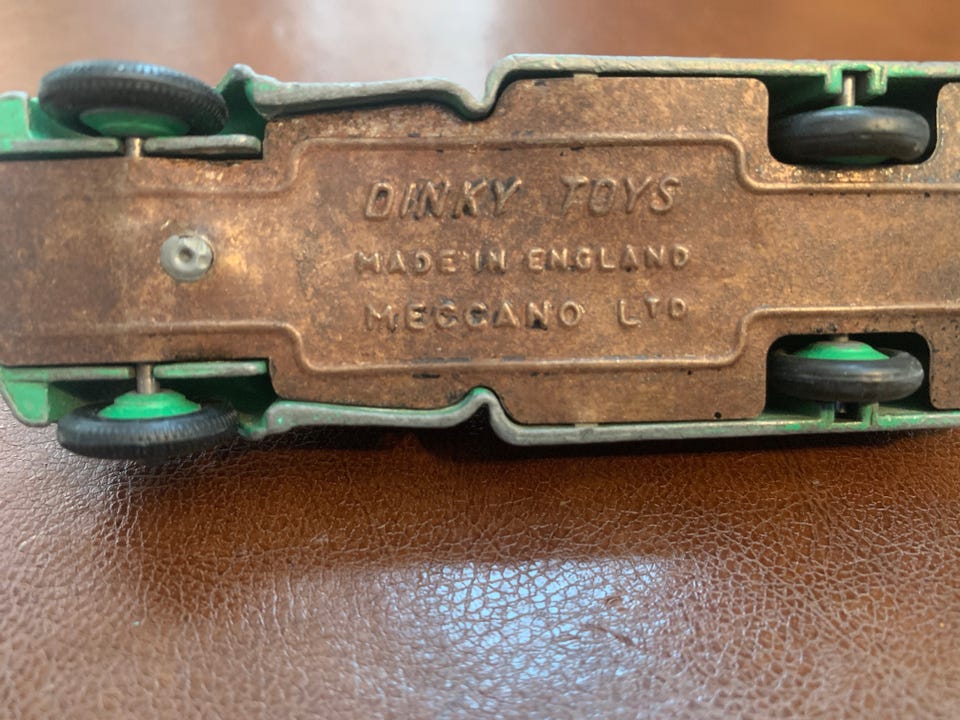 DINKY TOYS
MADE IN ENGLAND
MECCANO LTD